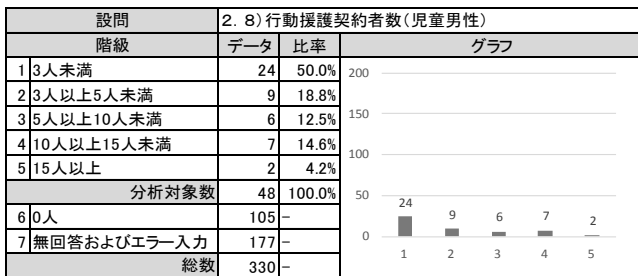 設問 2.8)行動援護契約者数(児童男性)
階級 データ 比率 グラフ
1 3人未満 24 50.0%
2 3人以上5人未満 9 18.8%
3 5人以上10人未満 6 12.5%
4 10人以上15人未満 7 14.6%
5 15人以上 2 4.2%
分析対象数 48 100.0%
6 0人 105 -
7 無回答およびエラー入力 177 -
総数 330 -
200
150
100
50
0
24 9 6 7 2
1 2 3 4 5